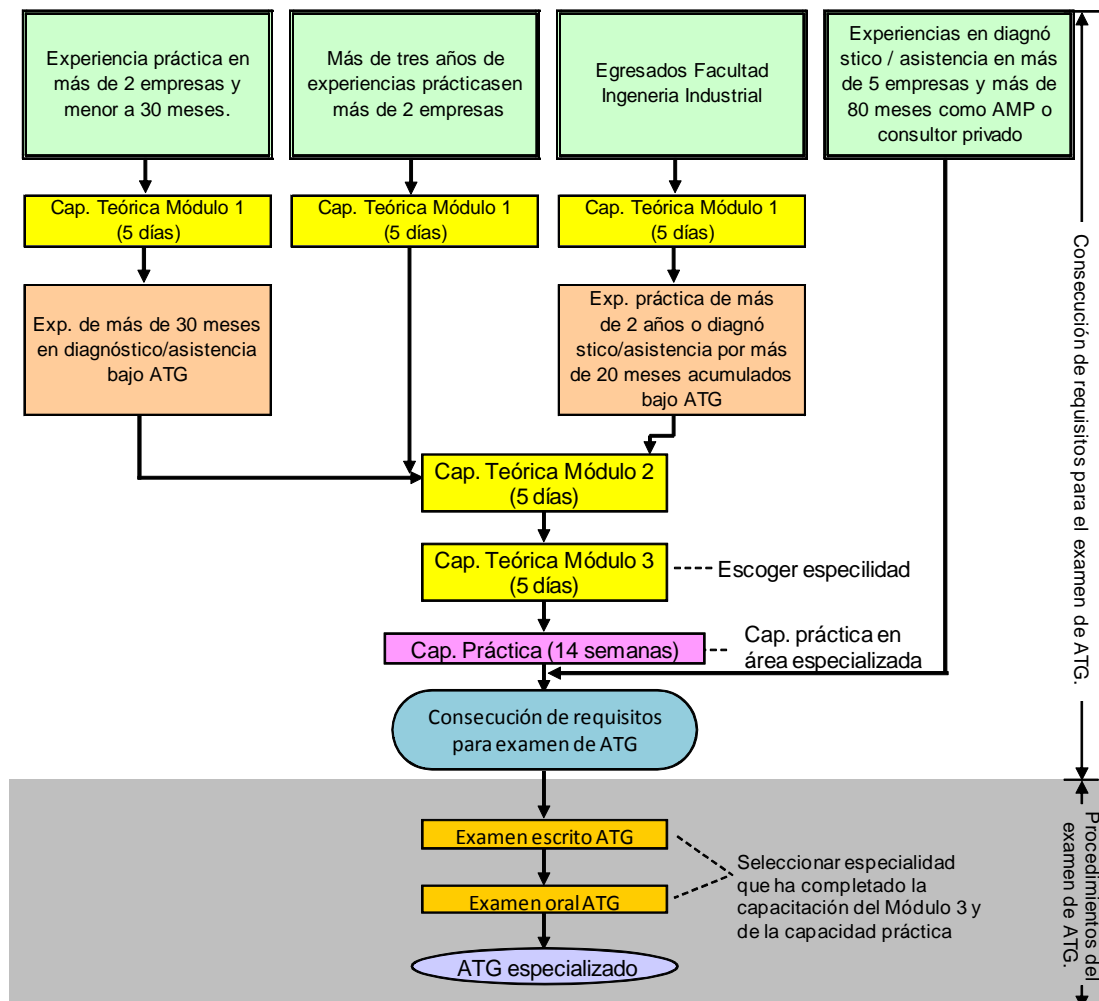 Experiencia práctica en
más de 2 empresas y
menor a 30 meses.
Más de tres años de
experiencias prácticasen
más de 2 empresas
Egresados Facultad
Ingeneria Industrial
Experiencias en diagnó
stico / asistencia en más
de 5 empresas y más de
80 meses como AMP o
consultor privado
Cap. Teórica Módulo 1
(5 días)
Cap. Teórica Módulo 1
(5 días)
Cap. Teórica Módulo 1
(5 días)
Exp. de más de 30 meses
en diagnóstico/asistencia
bajo ATG
Exp. práctica de más
de 2 años o diagnó
stico/asistencia por más
de 20 meses acumulados
bajo ATG
Cap. Teórica Módulo 2
(5 días)
Cap. Teórica Módulo 3
(5 días)
Escoger especilidad
Cap. Práctica (14 semanas)
Cap. práctica en
área especializada
Consecución de requisitos
para examen de ATG
Consecución de requisitos para el examen de ATG.
Examen escrito ATG
Examen oral ATG
Seleccionar especialidad
que ha completado la
capacitación del Módulo 3 y
de la capacidad práctica
ATG especializado
Procedimientos del
examen de ATG.